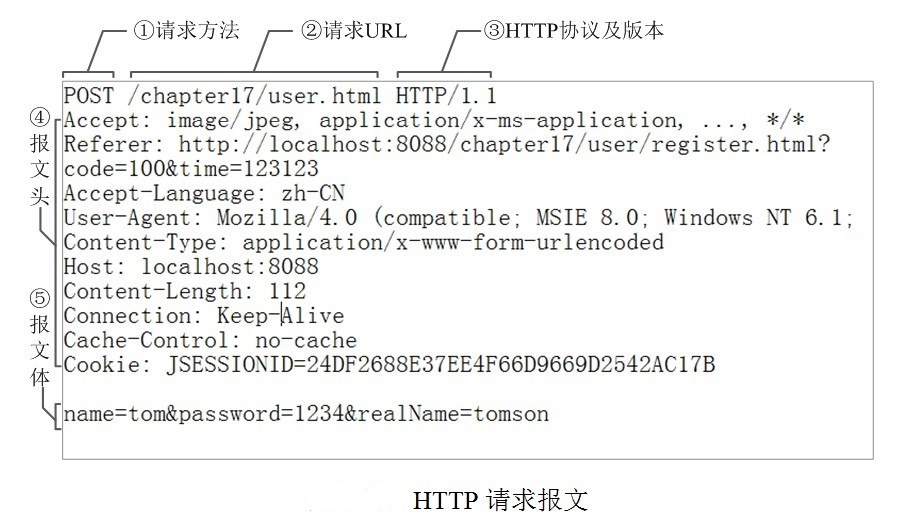 ①请求方法 ②请求URL ③HTTP协议及版本
POST /chapter17/user.html HTTP/1.1
④报文头
Accept: image/jpeg, application/x-ms-application, ..., */*
Referer: http://localhost:8088/chapter17/user/register.html?
code=100&time=123123
Accept-Language: zh-CN
User-Agent: Mozilla/4.0 (compatible; MSIE 8.0; Windows NT 6.1;
Content-Type: application/x-www-form-urlencoded
Host: localhost:8088
Content-Length: 112
Connection: Keep-Alive
Cache-Control: no-cache
Cookie: JSESSIONID=24DF2688E37EE4F66D9669D2542AC17B
⑤报文体
name=tom&password=1234&realName=tomson
HTTP 请求报文